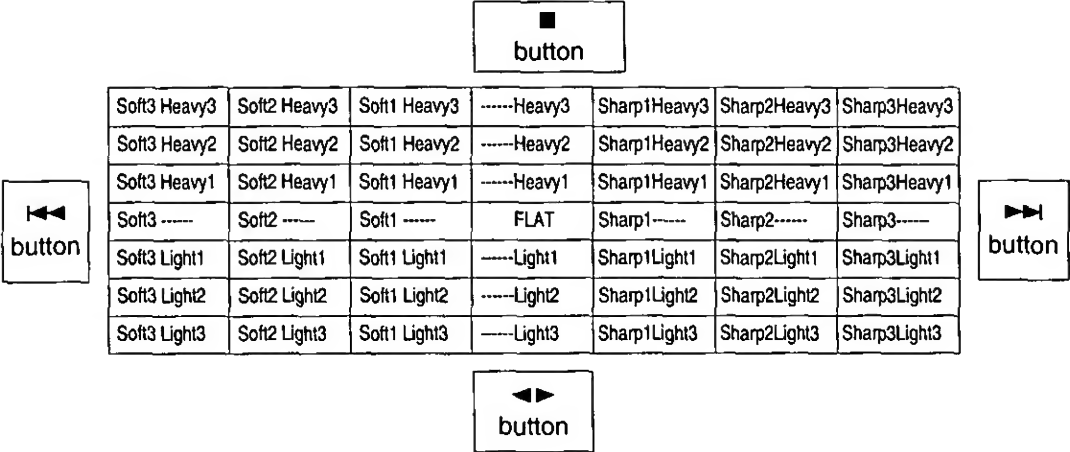 ■
button
Soft3 Heavy3 Soft2 Heavy3 Soft1 Heavy3 ------Heavy3 Sharp1Heavy3 Sharp2Heavy3 Sharp3Heavy3
Soft3 Heavy2 Soft2 Heavy2 Soft1 Heavy2 ------Heavy2 Sharp1Heavy2 Sharp2Heavy2 Sharp3Heavy2
Soft3 Heavy1 Soft2 Heavy1 Soft1 Heavy1 ------Heavy1 Sharp1Heavy1 Sharp2Heavy1 Sharp3Heavy1
⏮
button
Soft3 ------ Soft2 ------ Soft1 ------ FLAT Sharp1------ Sharp2------ Sharp3------
⏭
button
Soft3 Light1 Soft2 Light1 Soft1 Light1 ------Light1 Sharp1Light1 Sharp2Light1 Sharp3Light1
Soft3 Light2 Soft2 Light2 Soft1 Light2 ------Light2 Sharp1Light2 Sharp2Light2 Sharp3Light2
Soft3 Light3 Soft2 Light3 Soft1 Light3 ------Light3 Sharp1Light3 Sharp2Light3 Sharp3Light3
◀▶
button